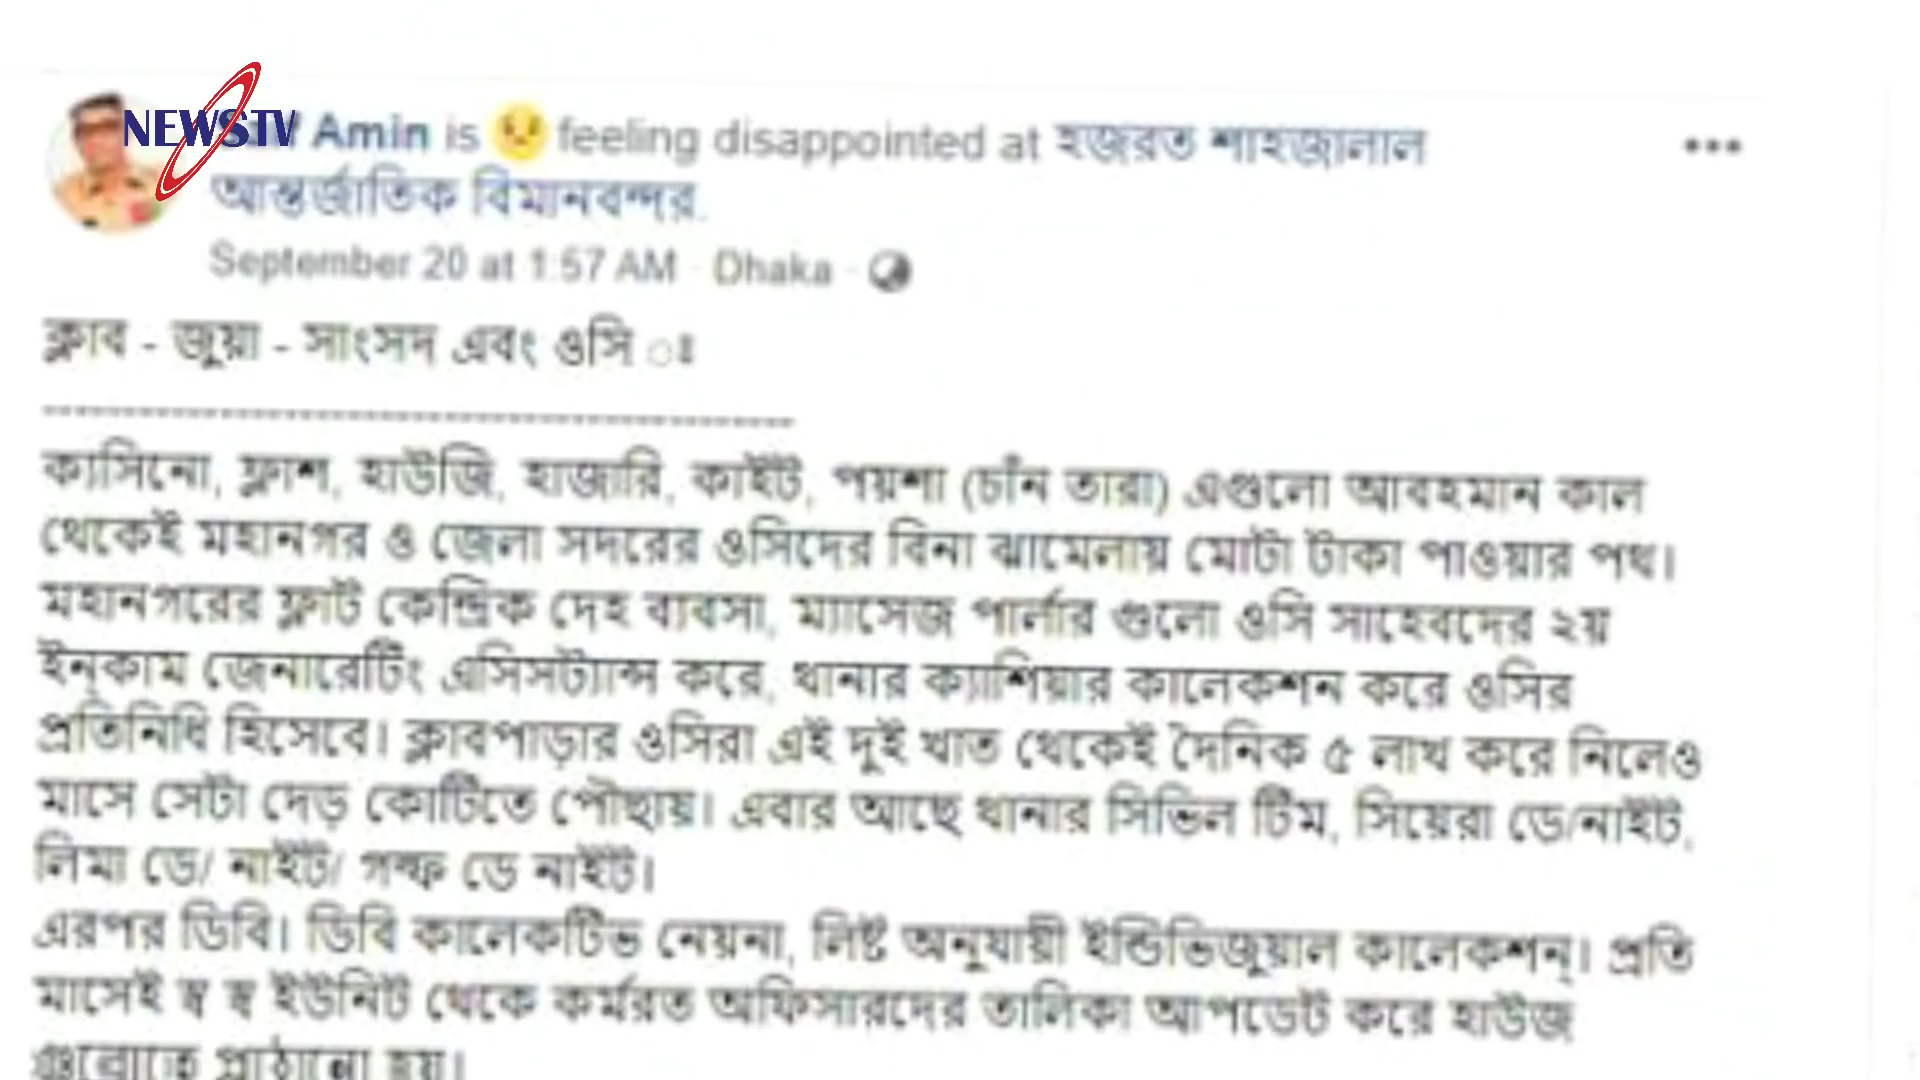 NEWSTV
Amin is feeling disappointed at হজরত শাহজালাল
আন্তর্জাতিক বিমানবন্দর.
September 20 at 1:57 AM · Dhaka ·
ক্লাব - জুয়া - সাংসদ এবং ওসি ঃ
----------------------------------------------
ক্যসিনো, ফ্লাশ, হাউজি, হাজারি, কাইট, পয়শা (চাঁন তারা) এগুলো আবহমান কাল
থেকেই মহানগর ও জেলা সদরের ওসিদের বিনা ঝামেলায় মোটা টাকা পাওয়ার পথ।
মহানগরের ফ্লাট কেন্দ্রিক দেহ ব্যবসা, ম্যাসেজ পার্লার গুলো ওসি সাহেবদের ২য়
ইন্কাম জেনারেটিং এসিসট্যান্স করে, থানার ক্যাশিয়ার কালেকশন করে ওসির
প্রতিনিধি হিসেবে। ক্লাবপাড়ার ওসিরা এই দুই খাত থেকেই দৈনিক ৫ লাখ করে নিলেও
মাসে সেটা দেড় কোটিতে পৌছায়। এবার আছে থানার সিভিল টিম, সিয়েরা ডে/নাইট,
লিমা ডে/ নাইট/ গল্ফ ডে নাইট।
এরপর ডিবি। ডিবি কালেকটিভ নেয়না, লিষ্ট অনুযায়ী ইন্ডিভিজুয়াল কালেকশন্। প্রতি
মাসেই স্ব স্ব ইউনিট থেকে কর্মরত অফিসারদের তালিকা আপডেট করে হাউজ
গুলোতে পাঠানো হয়।